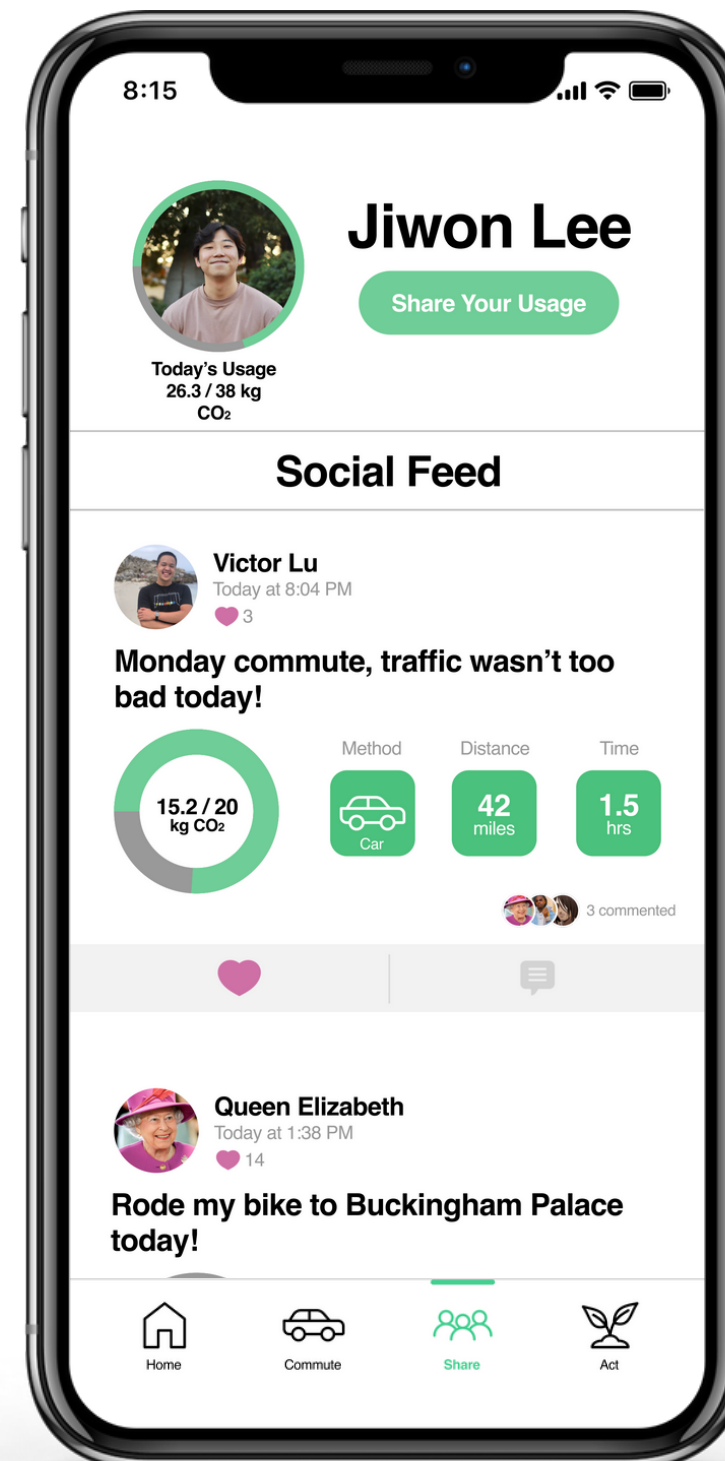 8:15
Jiwon Lee
Share Your Usage
Today's Usage
26.3 / 38 kg
CO₂
Social Feed
Victor Lu
Today at 8:04 PM
3
Monday commute, traffic wasn't too
bad today!
Method
Distance
Time
15.2 / 20
kg CO₂
Car
42
miles
1.5
hrs
3 commented
Queen Elizabeth
Today at 1:38 PM
14
Rode my bike to Buckingham Palace
today!
Home
Commute
Share
Act